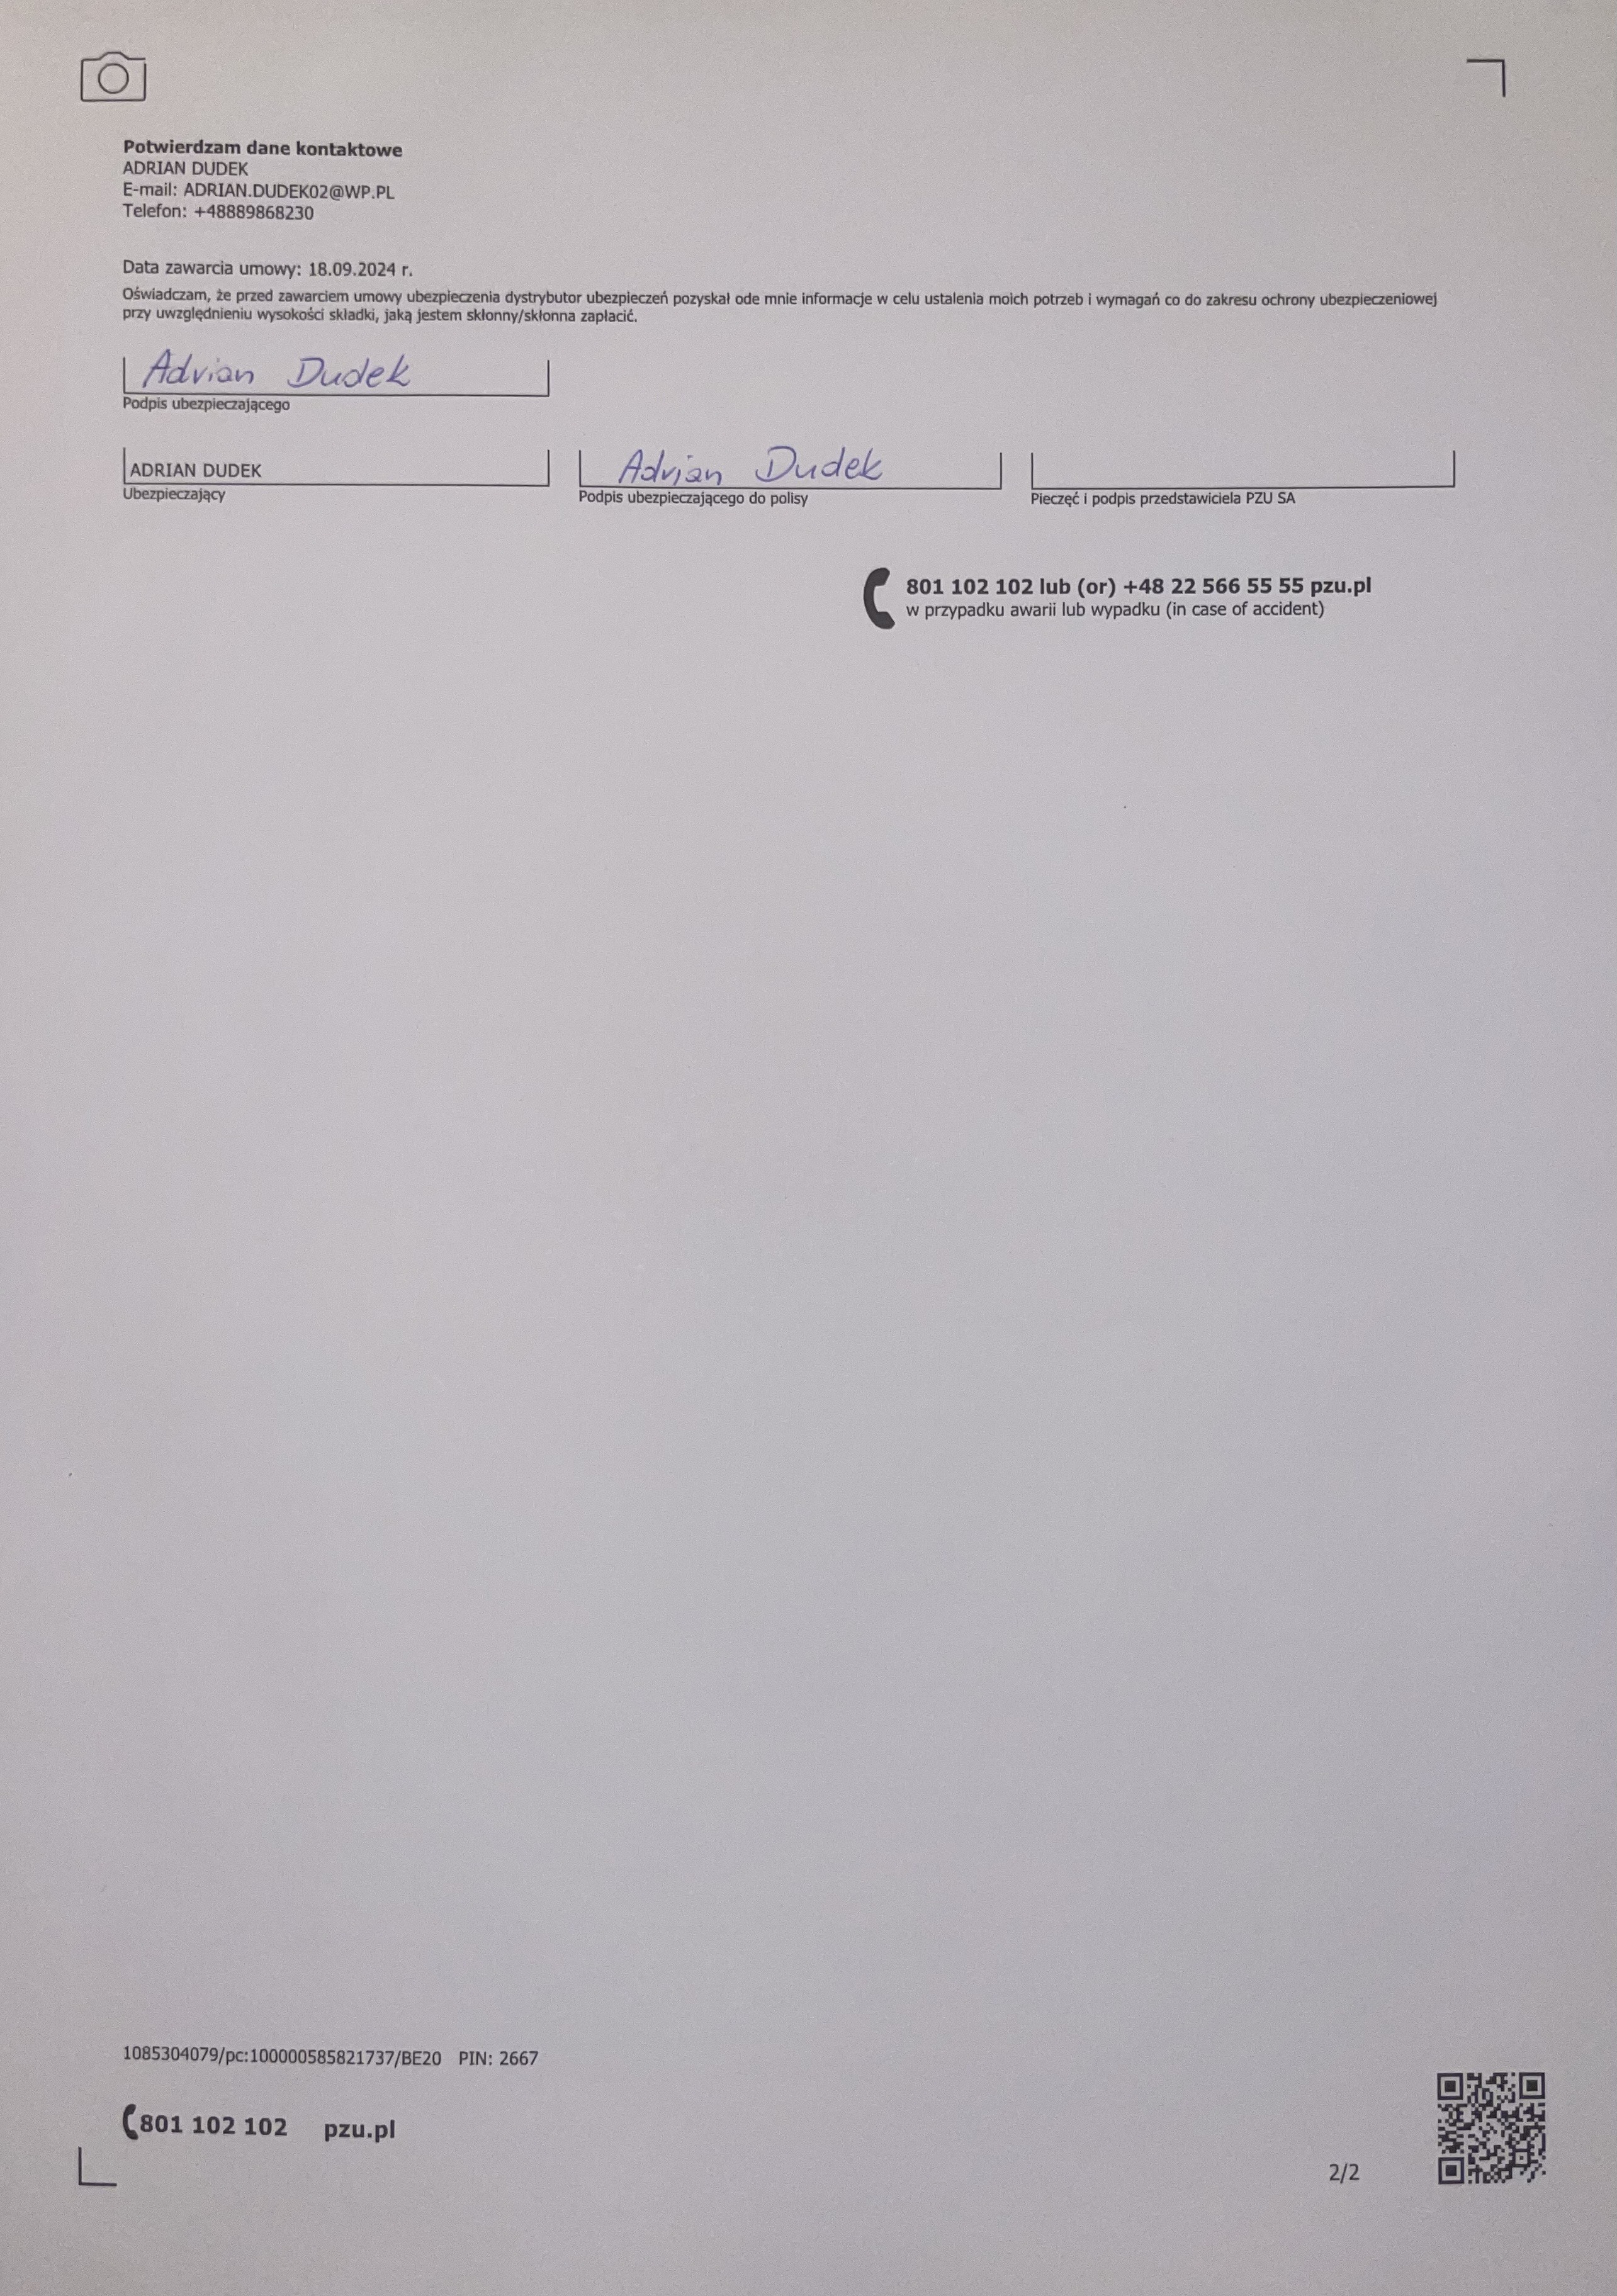 Potwierdzam dane kontaktowe
ADRIAN DUDEK
E-mail: ADRIAN.DUDEK02@WP.PL
Telefon: +48889868230
Data zawarcia umowy: 18.09.2024 r.
Oświadczam, że przed zawarciem umowy ubezpieczenia dystrybutor ubezpieczeń pozyskał ode mnie informacje w celu ustalenia moich potrzeb i wymagań co do zakresu ochrony ubezpieczeniowej
przy uwzględnieniu wysokości składki, jaką jestem skłonny/skłonna zapłacić.
Adrian Dudek
Podpis ubezpieczającego
ADRIAN DUDEK
Ubezpieczający
Adrian Dudek
Podpis ubezpieczającego do polisy
Pieczęć i podpis przedstawiciela PZU SA
801 102 102 lub (or) +48 22 566 55 55 pzu.pl
w przypadku awarii lub wypadku (in case of accident)
1085304079/pc:100000585821737/BE20 PIN: 2667
801 102 102 pzu.pl
2/2